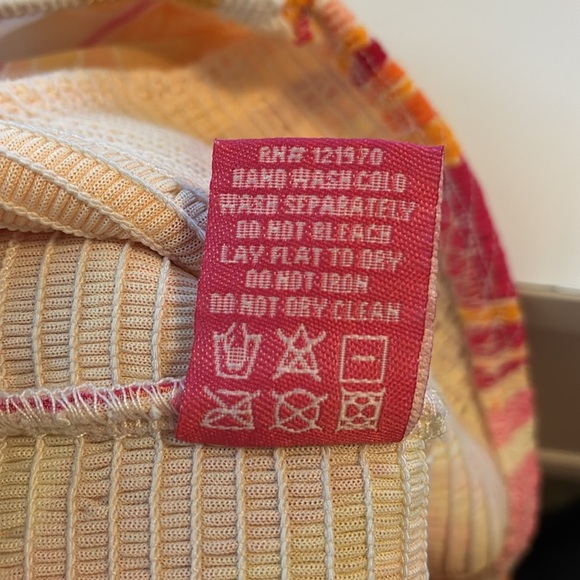 RN# 121970
HAND WASH COLD
WASH SEPARATELY
DO NOT BLEACH
LAY FLAT TO DRY
DO NOT IRON
DO NOT DRY CLEAN